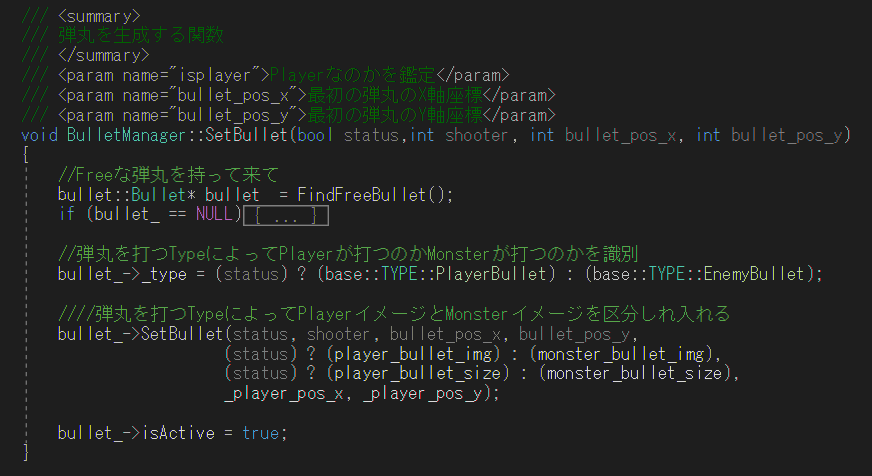 /// <summary>
/// 弾丸を生成する関数
/// </summary>
/// <param name="isplayer">Playerなのかを鑑定</param>
/// <param name="bullet_pos_x">最初の弾丸のX軸座標</param>
/// <param name="bullet_pos_y">最初の弾丸のY軸座標</param>
void BulletManager::SetBullet(bool status,int shooter, int bullet_pos_x, int bullet_pos_y)
{
//Freeな弾丸を持って来て
bullet::Bullet* bullet_ = FindFreeBullet();
if (bullet_ == NULL) { ... }
//弾丸を打つTypeによってPlayerが打つのかMonsterが打つのかを識別
bullet_->_type = (status) ? (base::TYPE::PlayerBullet) : (base::TYPE::EnemyBullet);
////弾丸を打つTypeによってPlayerイメージとMonsterイメージを区分しれ入れる
bullet_->SetBullet(status, shooter, bullet_pos_x, bullet_pos_y,
(status) ? (player_bullet_img) : (monster_bullet_img),
(status) ? (player_bullet_size) : (monster_bullet_size),
_player_pos_x, _player_pos_y);
bullet_->isActive = true;
}